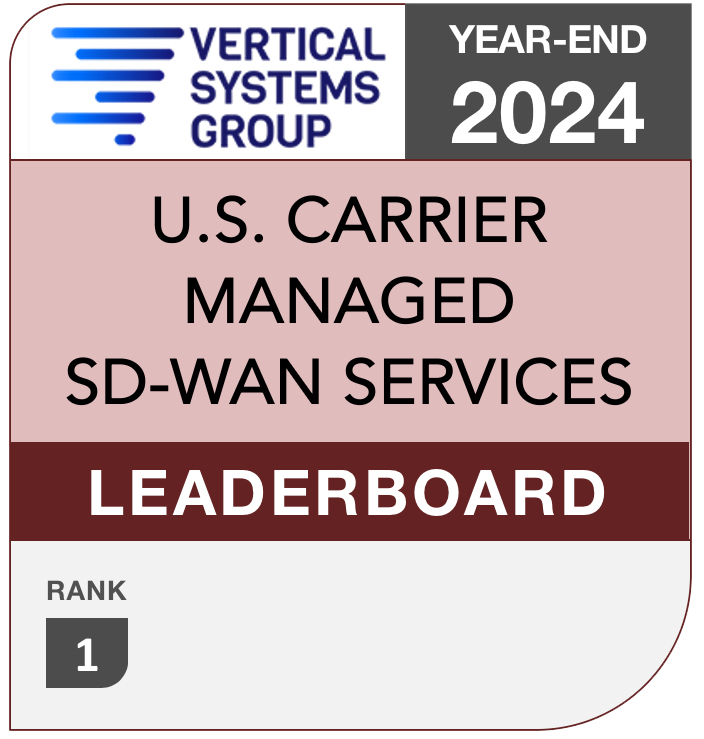 VERTICAL
SYSTEMS
GROUP
YEAR-END
2024
U.S. CARRIER
MANAGED
SD-WAN SERVICES
LEADERBOARD
RANK
1